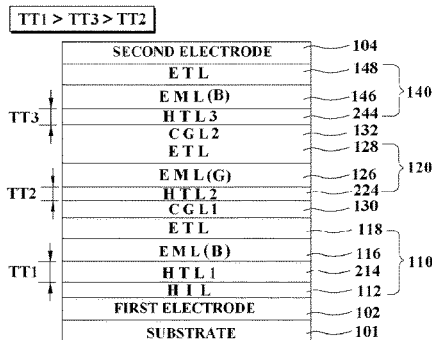 TT1 > TT3 > TT2
SECOND ELECTRODE 104
ETL 148
EML(B) 146 140
TT3 HTL3 244
CGL2 132
ETL 128
EML(G) 126 120
TT2 HTL2 224
CGL1 130
ETL 118
EML(B) 116 110
TT1 HTL1 214
HIL 112
FIRST ELECTRODE 102
SUBSTRATE 101